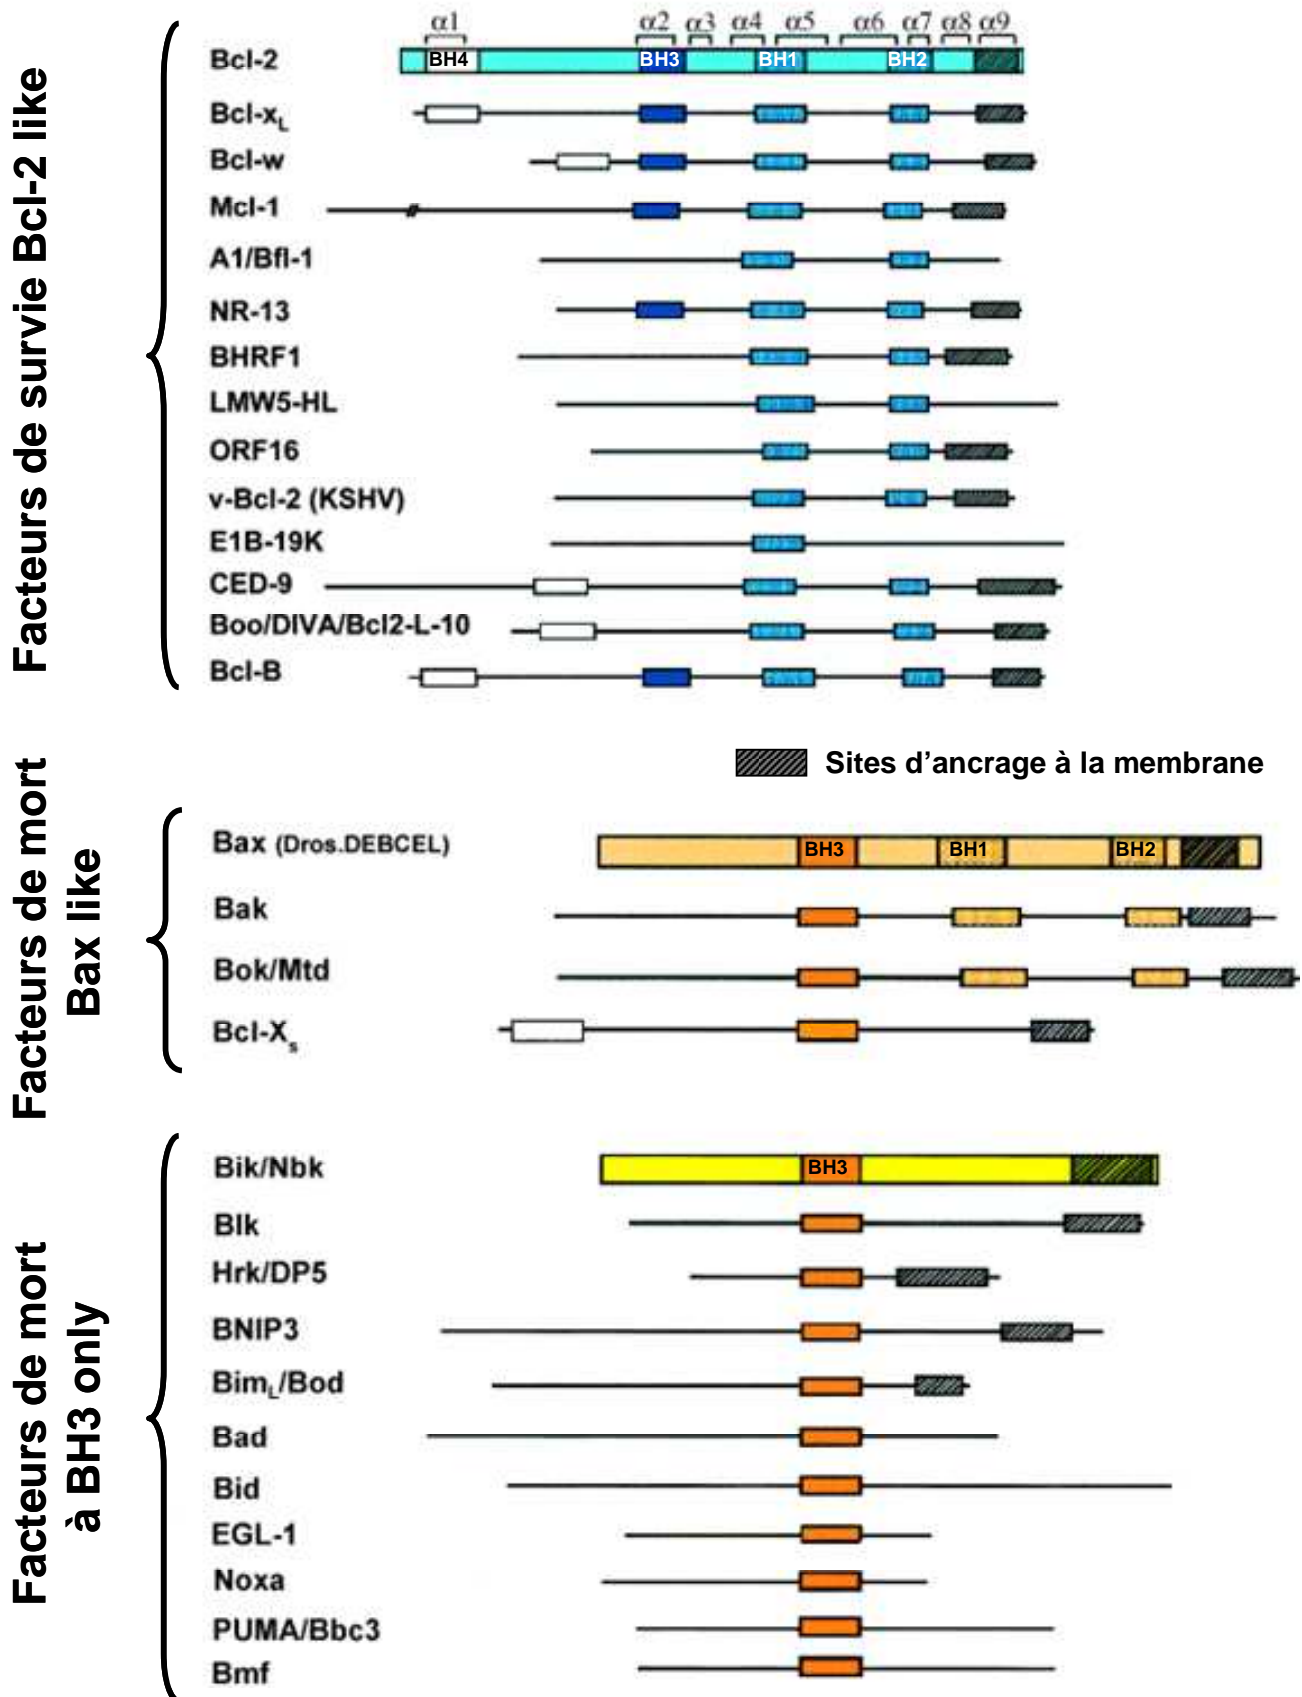 α1 α2 α3 α4 α5 α6 α7 α8 α9
Facteurs de survie Bcl-2 like
Bcl-2 BH4 BH3 BH1 BH2
Bcl-xL
Bcl-w
Mcl-1
A1/Bfl-1
NR-13
BHRF1
LMW5-HL
ORF16
v-Bcl-2 (KSHV)
E1B-19K
CED-9
Boo/DIVA/Bcl2-L-10
Bcl-B
Sites d'ancrage à la membrane
Facteurs de mort
Bax like
Bax (Dros.DEBCEL) BH3 BH1 BH2
Bak
Bok/Mtd
Bcl-Xs
Facteurs de mort
à BH3 only
Bik/Nbk BH3
Blk
Hrk/DP5
BNIP3
BimL/Bod
Bad
Bid
EGL-1
Noxa
PUMA/Bbc3
Bmf